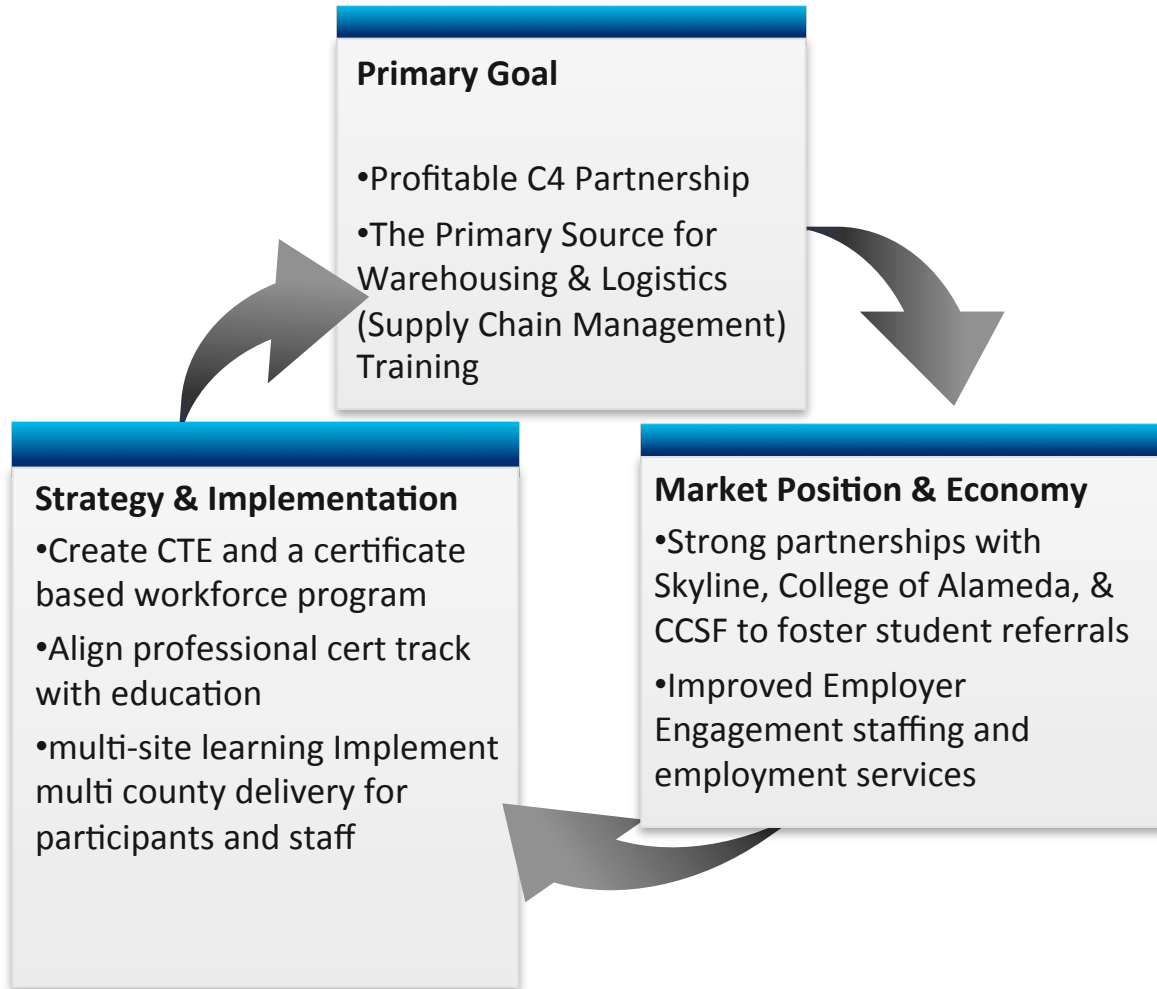 Primary Goal
•Profitable C4 Partnership
•The Primary Source for
Warehousing & Logistics
(Supply Chain Management)
Training
Strategy & Implementation
•Create CTE and a certificate
based workforce program
•Align professional cert track
with education
•multi-site learning Implement
multi county delivery for
participants and staff
Market Position & Economy
•Strong partnerships with
Skyline, College of Alameda, &
CCSF to foster student referrals
•Improved Employer
Engagement staffing and
employment services